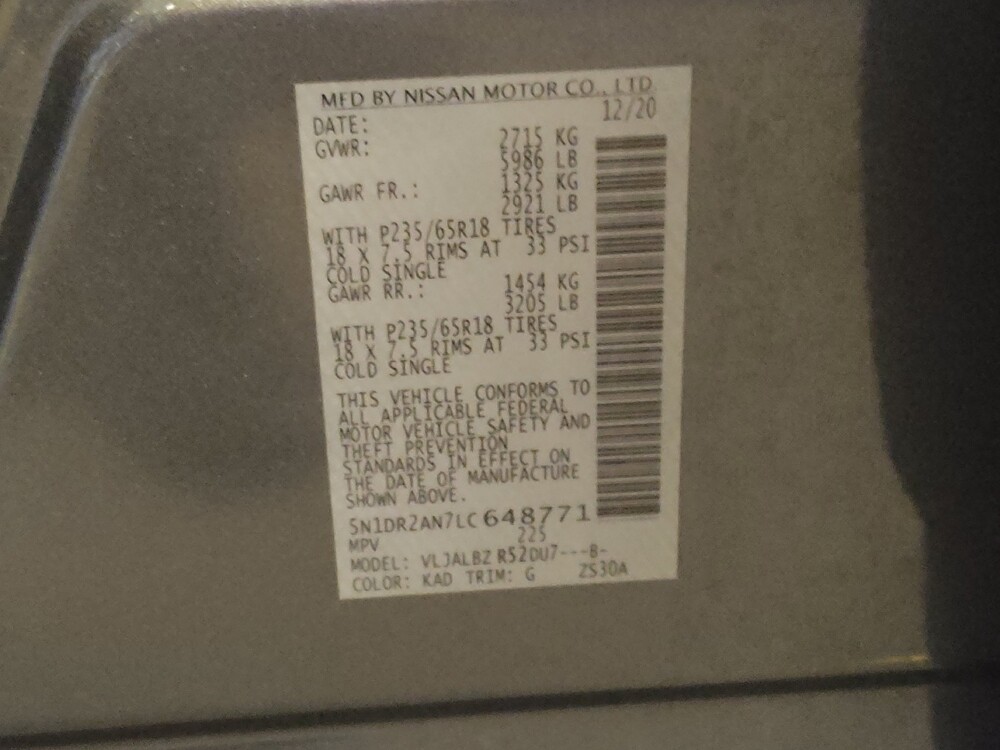 MFD BY NISSAN MOTOR CO., LTD
DATE: 12/20
GVWR: 2715 KG
5986 LB
GAWR FR.: 1325 KG
2921 LB
WITH P235/65R18 TIRES
18 X 7.5 RIMS AT 33 PSI
COLD SINGLE
GAWR RR.: 1454 KG
3205 LB
WITH P235/65R18 TIRES
18 X 7.5 RIMS AT 33 PSI
COLD SINGLE
THIS VEHICLE CONFORMS TO
ALL APPLICABLE FEDERAL
MOTOR VEHICLE SAFETY AND
THEFT PREVENTION
STANDARDS IN EFFECT ON
THE DATE OF MANUFACTURE
SHOWN ABOVE.
5N1DR2AN7LC648771
MPV 225
MODEL: VLJALBZ R52DU7---B-
COLOR: KAD TRIM: G ZS30A